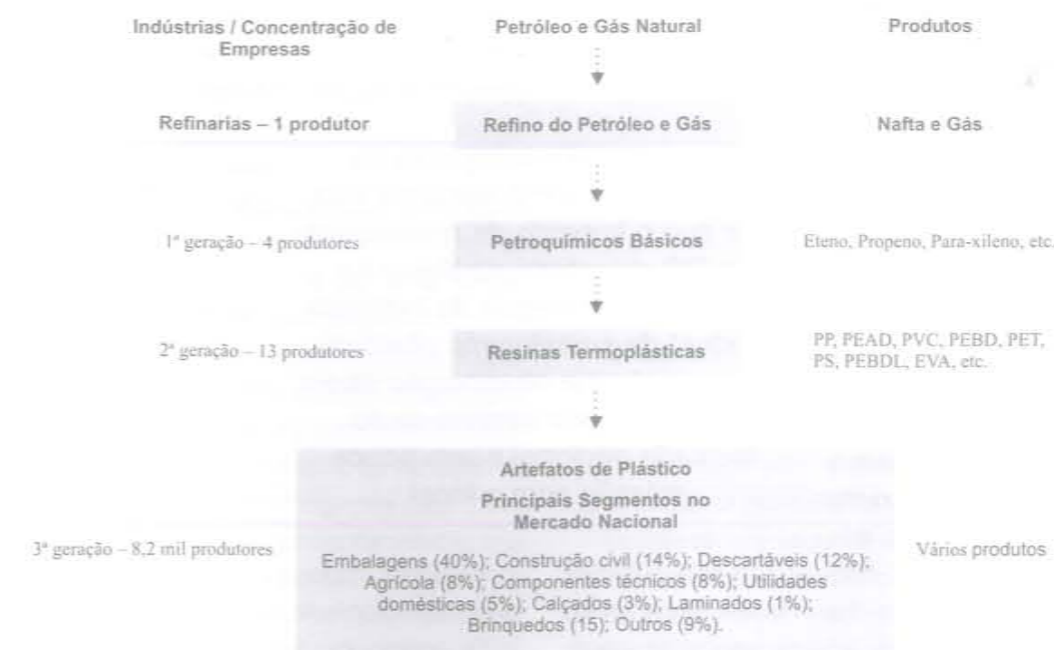 Indústrias / Concentração de
Empresas
Petróleo e Gás Natural
Produtos
Refinarias – 1 produtor
Refino do Petróleo e Gás
Nafta e Gás
1ª geração – 4 produtores
Petroquímicos Básicos
Eteno, Propeno, Para-xileno, etc.
2ª geração – 13 produtores
Resinas Termoplásticas
PP, PEAD, PVC, PEBD, PET,
PS, PEBDL, EVA, etc.
Artefatos de Plástico
Principais Segmentos no
Mercado Nacional
3ª geração – 8,2 mil produtores
Embalagens (40%); Construção civil (14%); Descartáveis (12%);
Agrícola (8%); Componentes técnicos (8%); Utilidades
domésticas (5%); Calçados (3%); Laminados (1%);
Brinquedos (15); Outros (9%).
Vários produtos